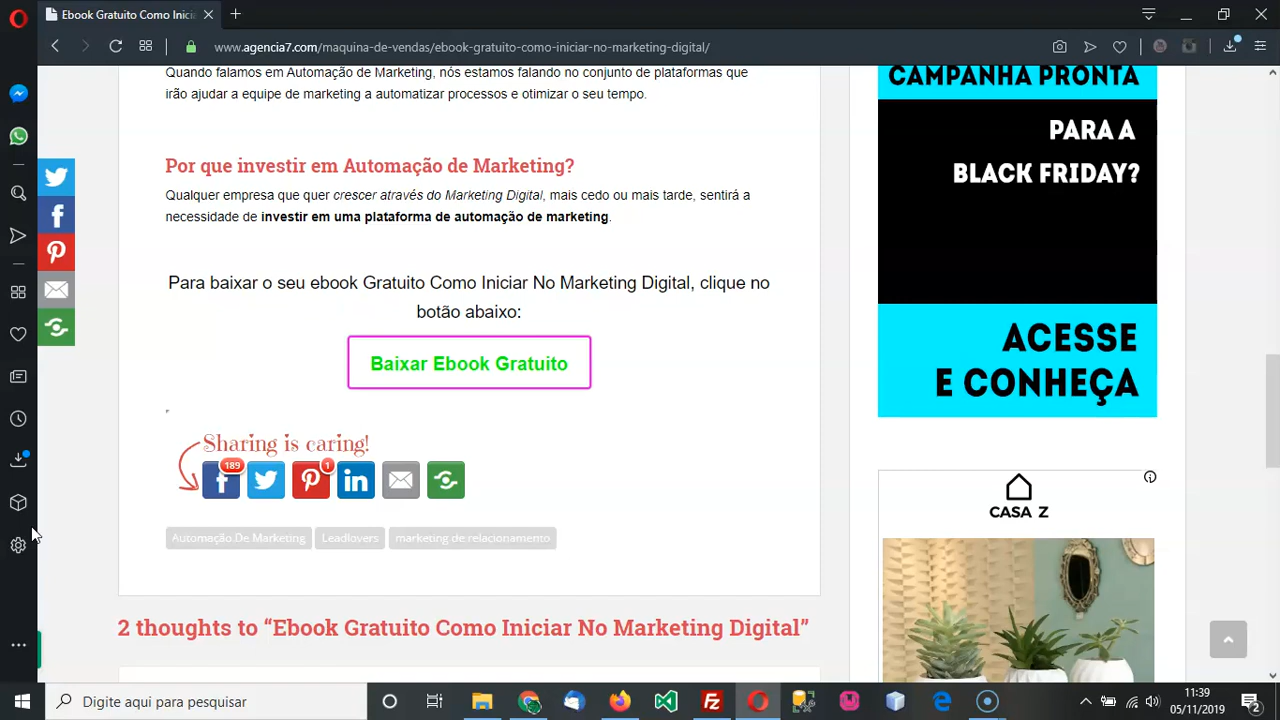 Ebook Gratuito Como Inici
www.agencia7.com/maquina-de-vendas/ebook-gratuito-como-iniciar-no-marketing-digital/
Quando falamos em Automação de Marketing, nós estamos falando no conjunto de plataformas que
irão ajudar a equipe de marketing a automatizar processos e otimizar o seu tempo.
Por que investir em Automação de Marketing?
Qualquer empresa que quer crescer através do Marketing Digital, mais cedo ou mais tarde, sentirá a
necessidade de investir em uma plataforma de automação de marketing.
Para baixar o seu ebook Gratuito Como Iniciar No Marketing Digital, clique no
botão abaixo:
Baixar Ebook Gratuito
Sharing is caring!
189
1
Automação De Marketing
Leadlovers
marketing de relacionamento
2 thoughts to “Ebook Gratuito Como Iniciar No Marketing Digital”
CAMPANHA PRONTA
PARA A
BLACK FRIDAY?
ACESSE
E CONHEÇA
CASA Z
Digite aqui para pesquisar
11:39
05/11/2019
2